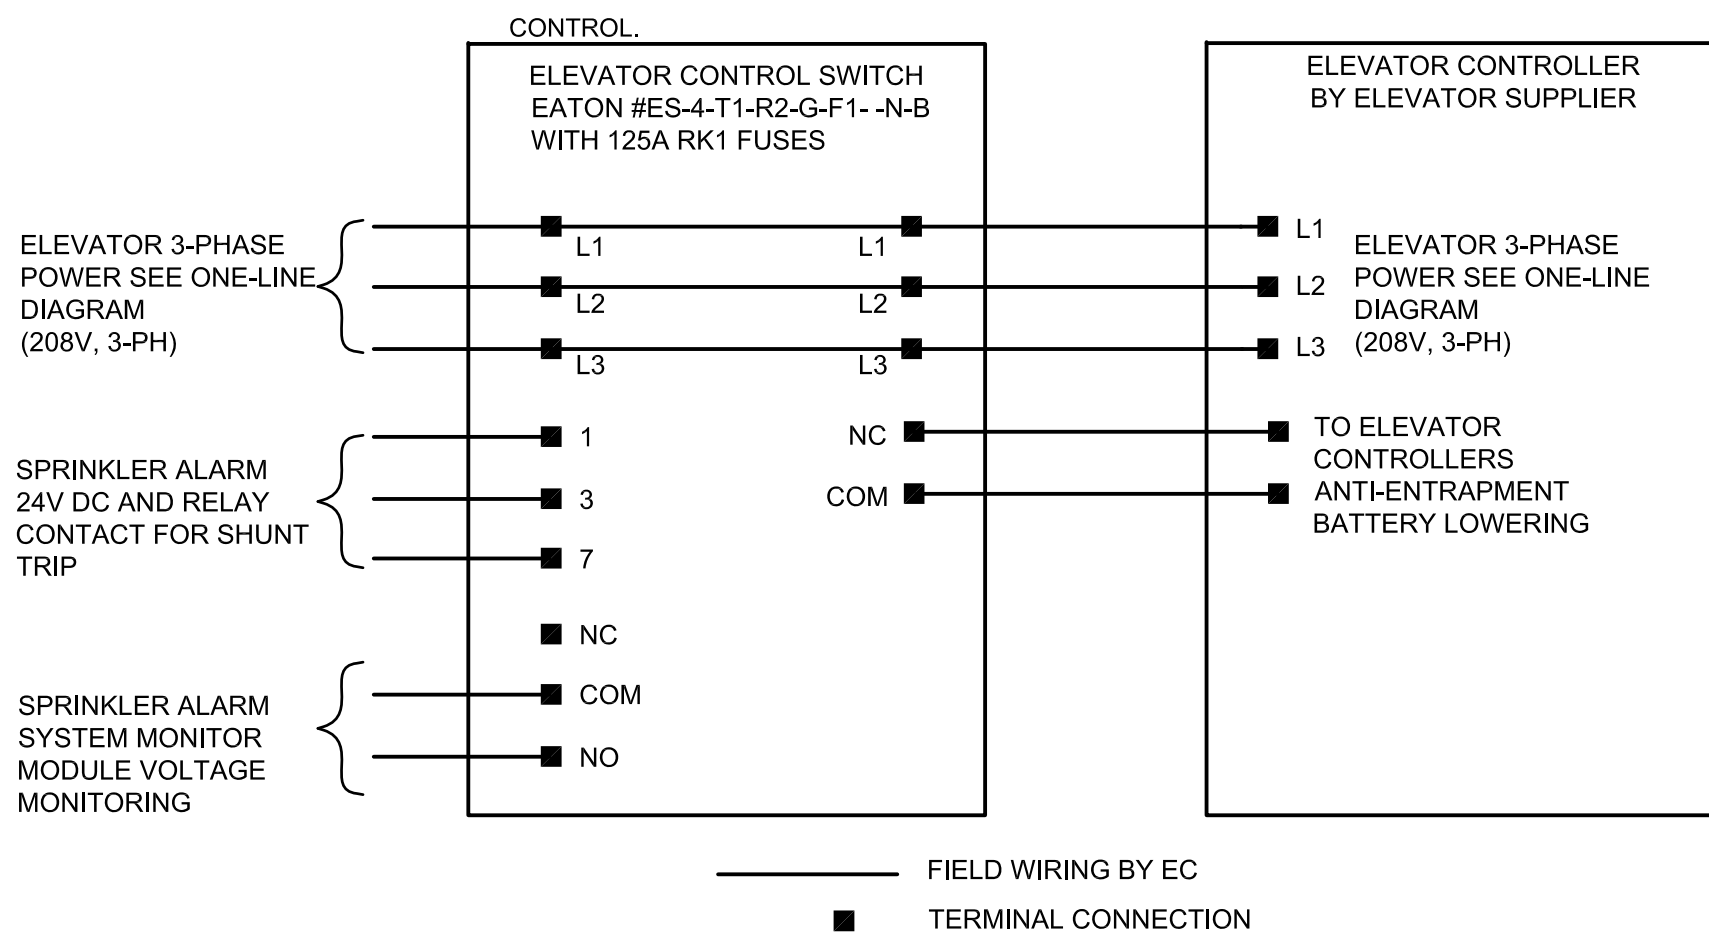 CONTROL.
ELEVATOR CONTROL SWITCH
EATON #ES-4-T1-R2-G-F1- -N-B
WITH 125A RK1 FUSES
ELEVATOR CONTROLLER
BY ELEVATOR SUPPLIER
ELEVATOR 3-PHASE
POWER SEE ONE-LINE
DIAGRAM
(208V, 3-PH)
L1
L2
L3
L1
L2
L3
L1
L2
L3
ELEVATOR 3-PHASE
POWER SEE ONE-LINE
DIAGRAM
(208V, 3-PH)
SPRINKLER ALARM
24V DC AND RELAY
CONTACT FOR SHUNT
TRIP
1
3
7
NC
COM
TO ELEVATOR
CONTROLLERS
ANTI-ENTRAPMENT
BATTERY LOWERING
SPRINKLER ALARM
SYSTEM MONITOR
MODULE VOLTAGE
MONITORING
NC
COM
NO
FIELD WIRING BY EC
TERMINAL CONNECTION